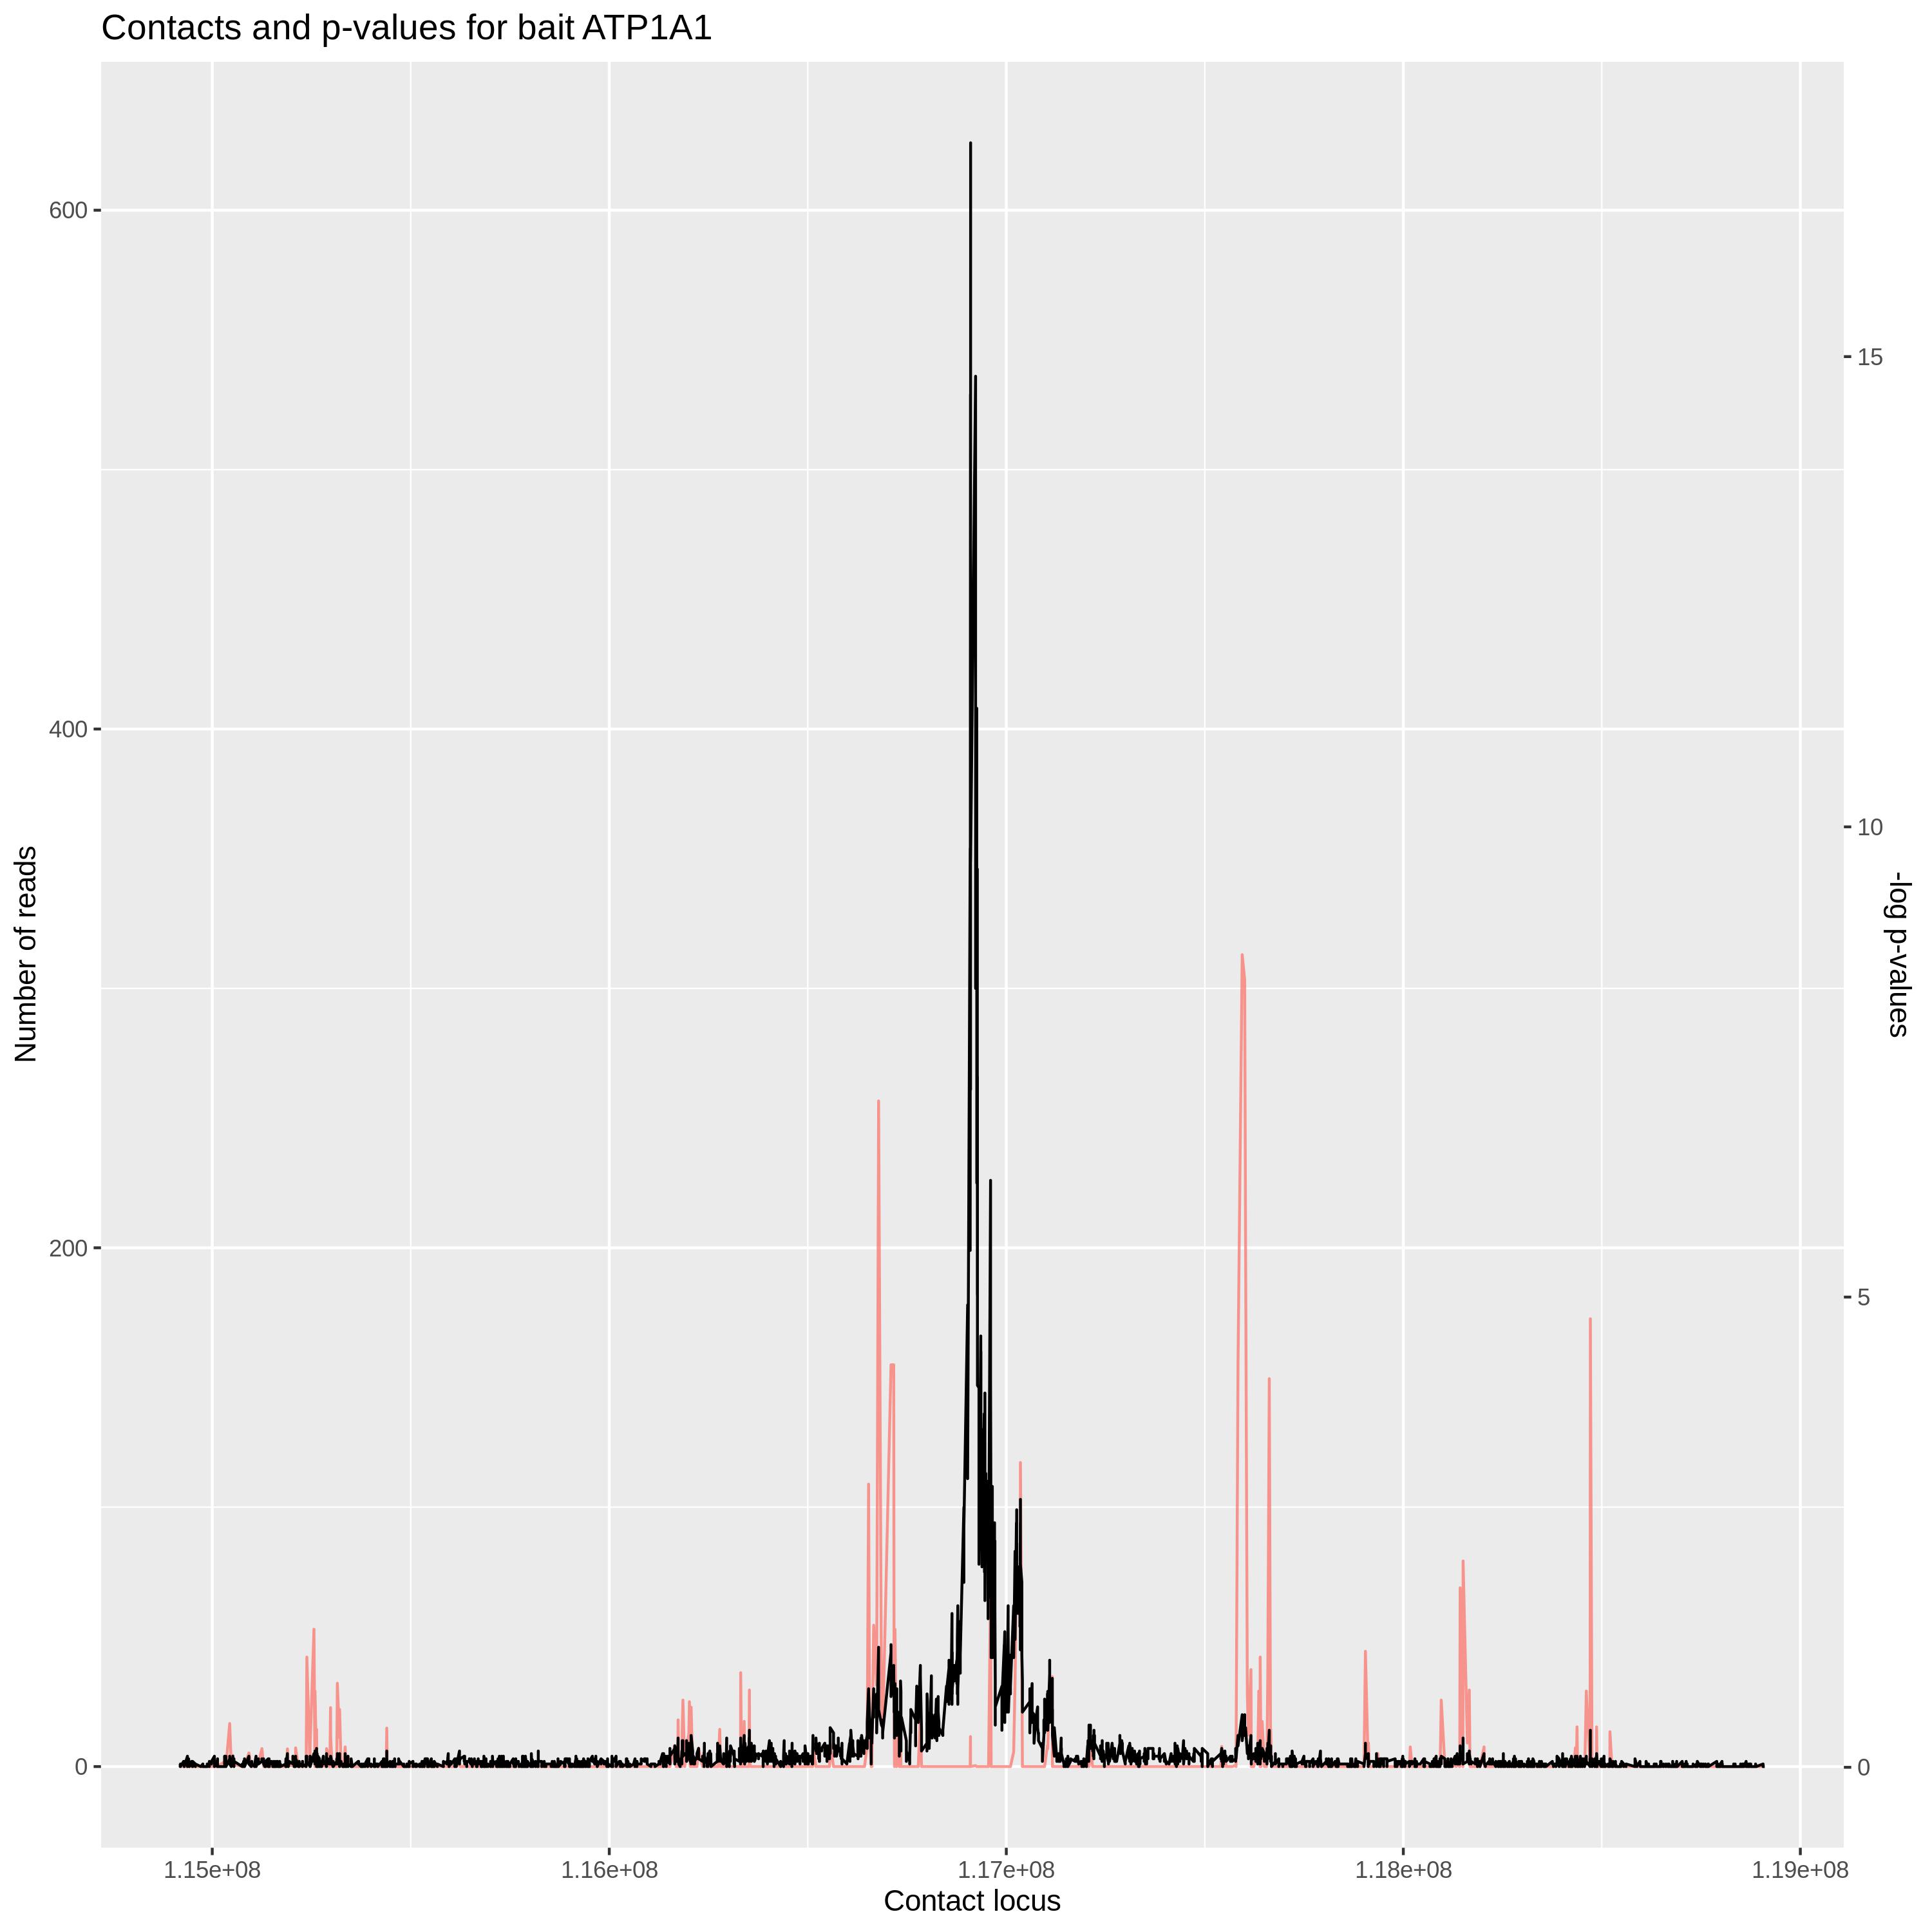 Contacts and p-values for bait ATP1A1
600
400
200
0
Number of reads
15
10
5
0
-log p-values
1.15e+08
1.16e+08
1.17e+08
1.18e+08
1.19e+08
Contact locus